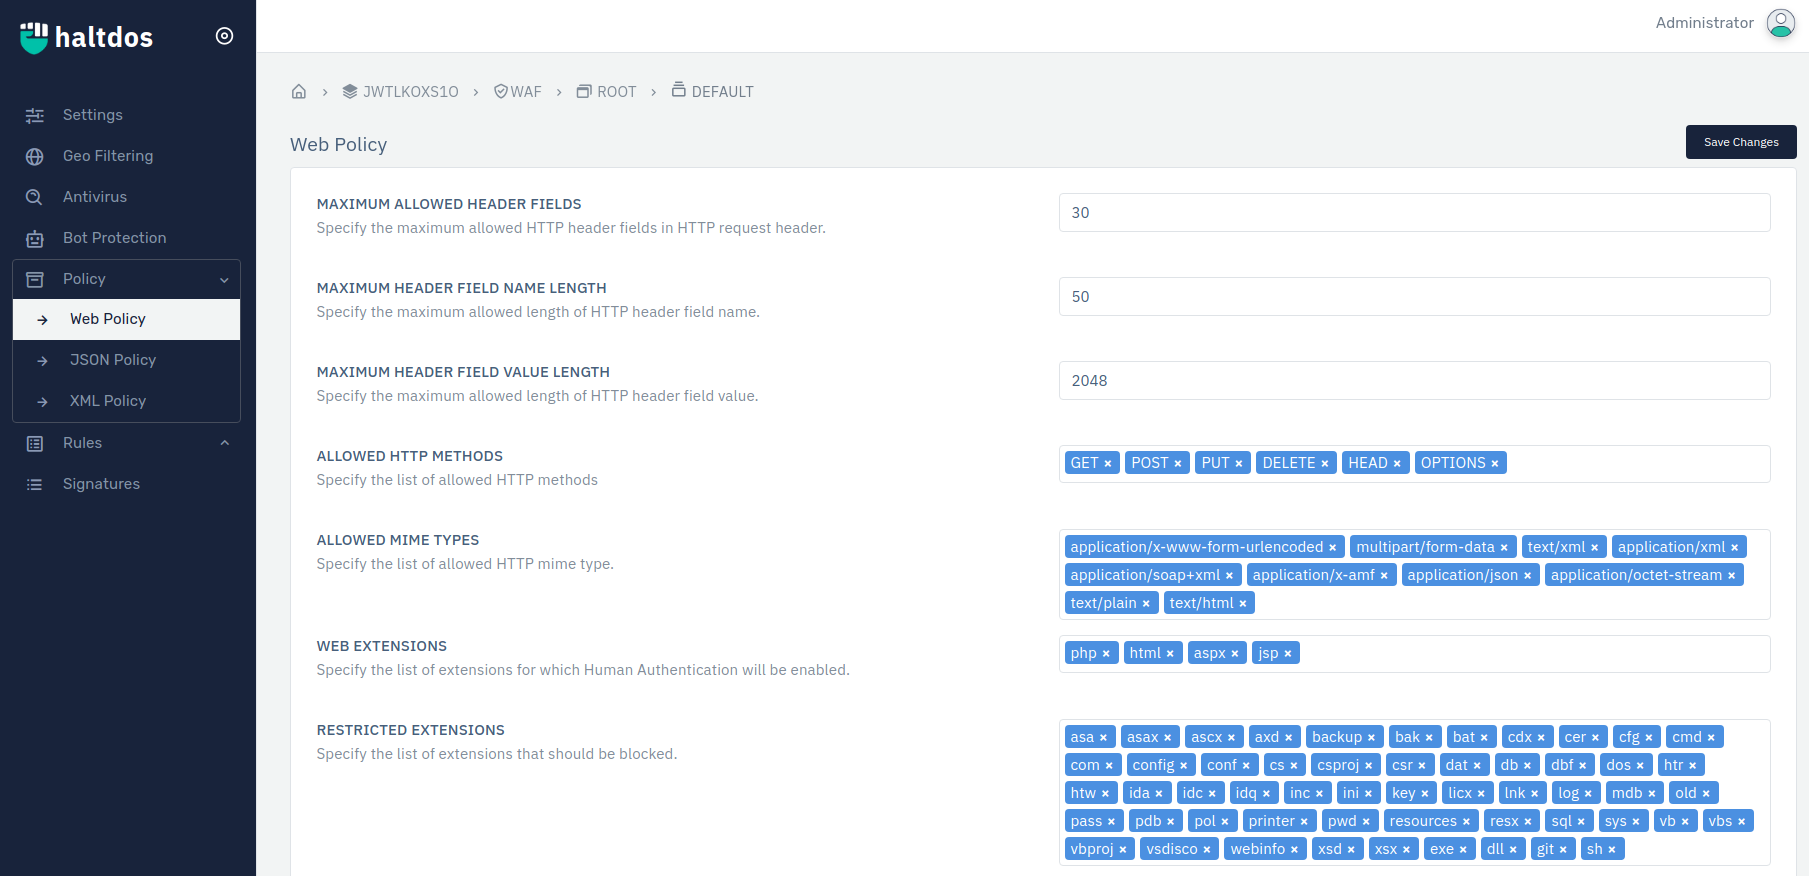 haltdos
Administrator
Settings
Geo Filtering
Antivirus
Bot Protection
Policy
Web Policy
JSON Policy
XML Policy
Rules
Signatures
JWTLKOXS1O
WAF
ROOT
DEFAULT
Web Policy
Save Changes
MAXIMUM ALLOWED HEADER FIELDS
Specify the maximum allowed HTTP header fields in HTTP request header.
30
MAXIMUM HEADER FIELD NAME LENGTH
Specify the maximum allowed length of HTTP header field name.
50
MAXIMUM HEADER FIELD VALUE LENGTH
Specify the maximum allowed length of HTTP header field value.
2048
ALLOWED HTTP METHODS
Specify the list of allowed HTTP methods
GET × POST × PUT × DELETE × HEAD × OPTIONS ×
ALLOWED MIME TYPES
Specify the list of allowed HTTP mime type.
application/x-www-form-urlencoded × multipart/form-data × text/xml × application/xml ×
application/soap+xml × application/x-amf × application/json × application/octet-stream ×
text/plain × text/html ×
WEB EXTENSIONS
Specify the list of extensions for which Human Authentication will be enabled.
php × html × aspx × jsp ×
RESTRICTED EXTENSIONS
Specify the list of extensions that should be blocked.
asa × asax × ascx × axd × backup × bak × bat × cdx × cer × cfg × cmd ×
com × config × conf × cs × csproj × csr × dat × db × dbf × dos × htr ×
htw × ida × idc × idq × inc × ini × key × licx × lnk × log × mdb × old ×
pass × pdb × pol × printer × pwd × resources × resx × sql × sys × vb × vbs ×
vbproj × vsdisco × webinfo × xsd × xsx × exe × dll × git × sh ×